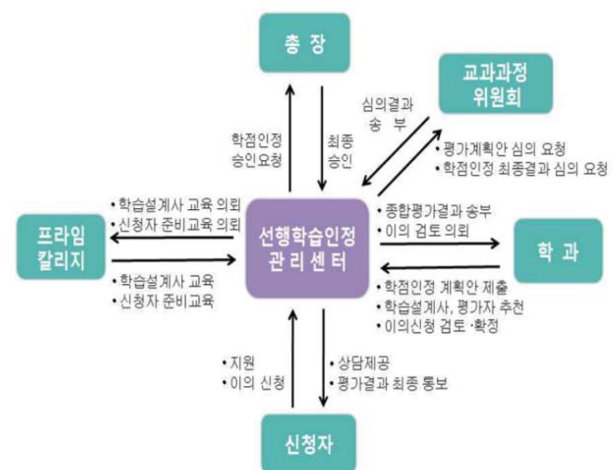 총 장
교과과정
위원회
심의결과
송 부
학점인정
승인요청
최종
승인
• 평가계획안 심의 요청
• 학점인정 최종결과 심의 요청
• 학습설계사 교육 의뢰
• 신청자 준비교육 의뢰
프라임
칼리지
선행학습인정
관 리 센 터
• 종합평가결과 송부
• 이의 검토 의뢰
학 과
• 학습설계사 교육
• 신청자 준비교육
• 학점인정 계획안 제출
• 학습설계사, 평가자 추천
• 이의신청 검토 ·확정
• 지원
• 이의 신청
• 상담제공
• 평가결과 최종 통보
신청자